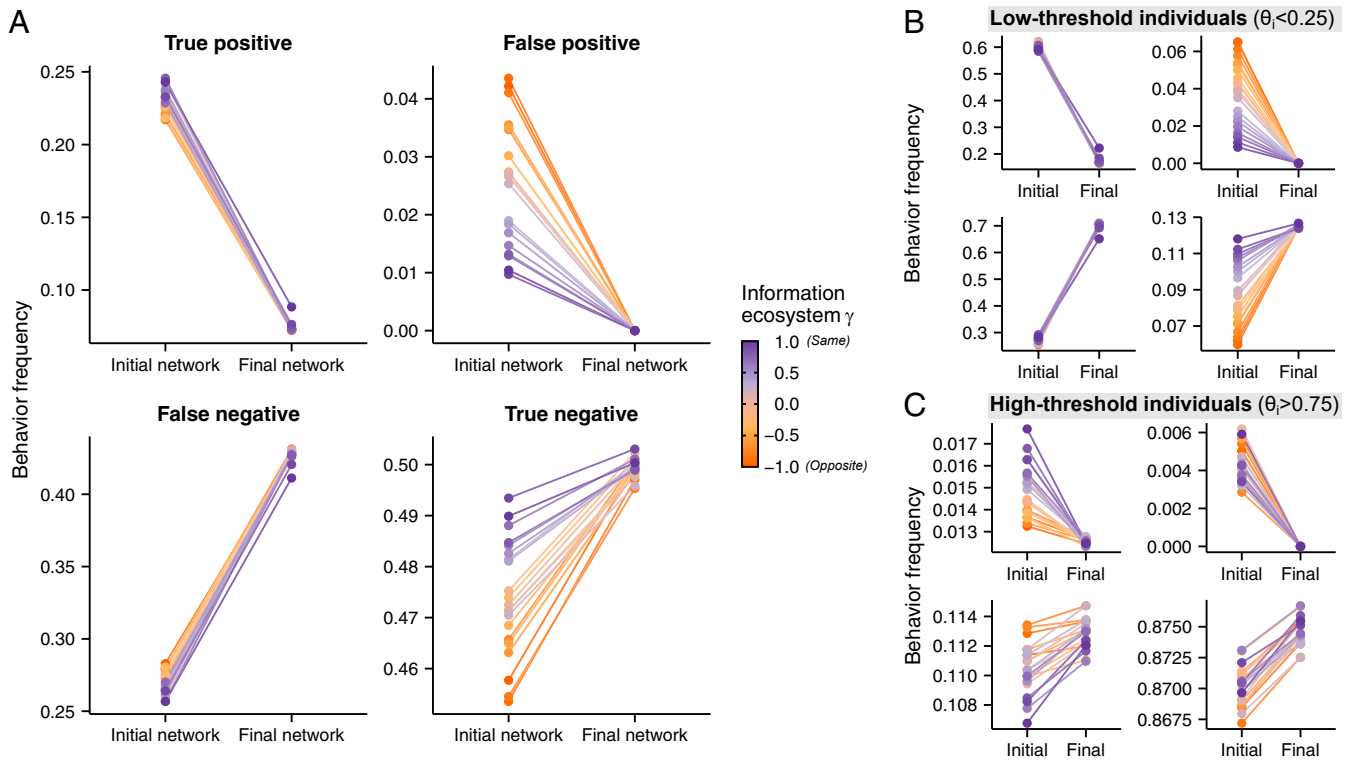 A
True positive
False positive
Behavior frequency
0.25
0.20
0.15
0.10
Initial network Final network
0.04
0.03
0.02
0.01
0.00
Initial network Final network
False negative
True negative
0.40
0.35
0.30
0.25
Initial network Final network
0.50
0.49
0.48
0.47
0.46
Initial network Final network
Information
ecosystem γ
1.0 (Same)
0.5
0.0
−0.5
−1.0 (Opposite)
B
Low-threshold individuals (θi<0.25)
Behavior frequency
0.6
0.5
0.4
0.3
0.2
Initial Final
0.06
0.04
0.02
0.00
Initial Final
0.7
0.6
0.5
0.4
0.3
Initial Final
0.13
0.11
0.09
0.07
Initial Final
C
High-threshold individuals (θi>0.75)
Behavior frequency
0.017
0.016
0.015
0.014
0.013
Initial Final
0.006
0.004
0.002
0.000
Initial Final
0.114
0.112
0.110
0.108
Initial Final
0.8750
0.8725
0.8700
0.8675
Initial Final